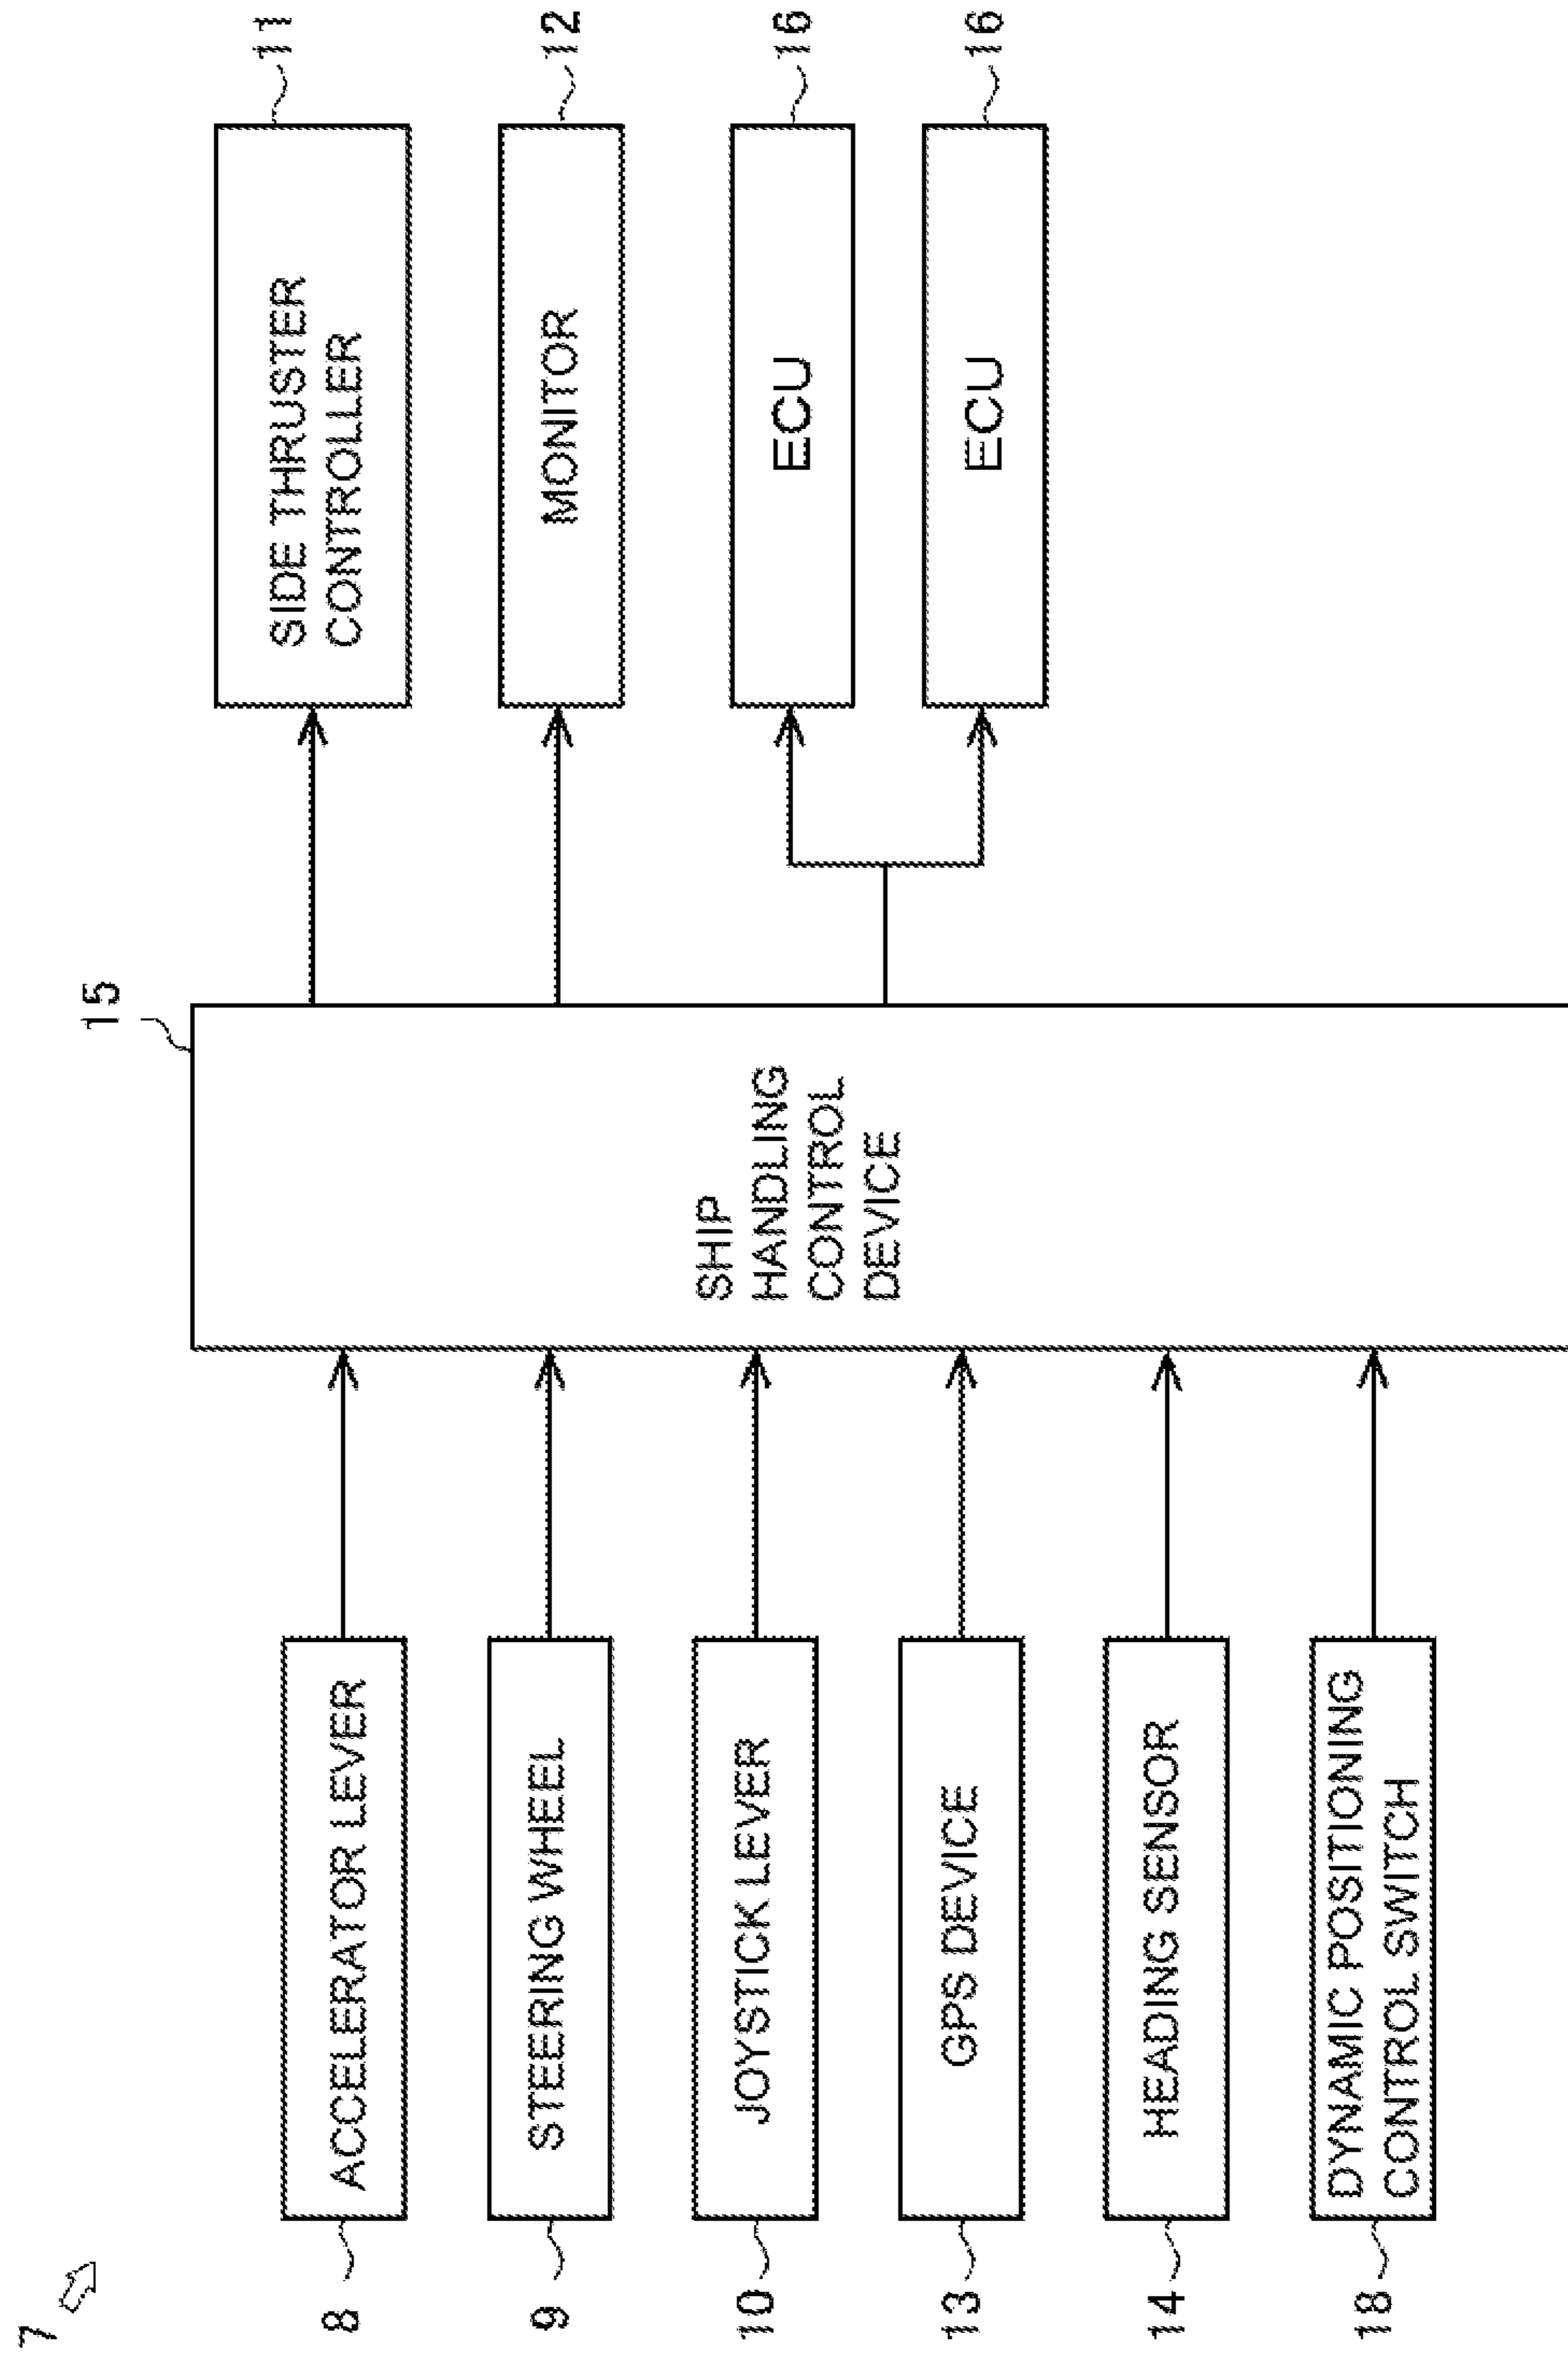 7
8
ACCELERATOR LEVER
9
STEERING WHEEL
10
JOYSTICK LEVER
13
GPS DEVICE
14
HEADING SENSOR
18
DYNAMIC POSITIONING
CONTROL SWITCH
15
SHIP
HANDLING
CONTROL
DEVICE
SIDE THRUSTER
CONTROLLER
11
MONITOR
12
ECU
16
ECU
16